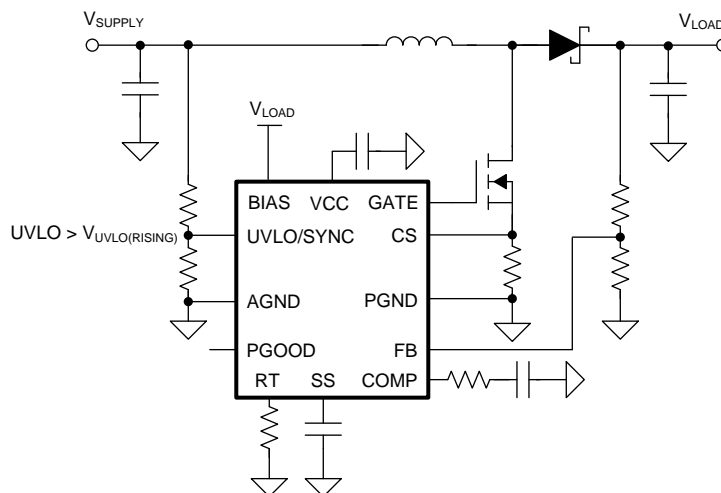 VSUPPLY
VLOAD
VLOAD
BIAS
VCC
GATE
UVLO > VUVLO(RISING)
UVLO/SYNC
CS
AGND
PGND
PGOOD
FB
RT
SS
COMP